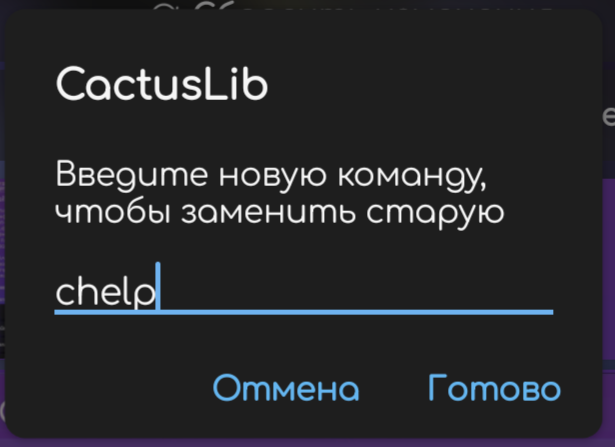 CactusLib
Введите новую команду,
чтобы заменить старую
chelp
Отмена
Готово